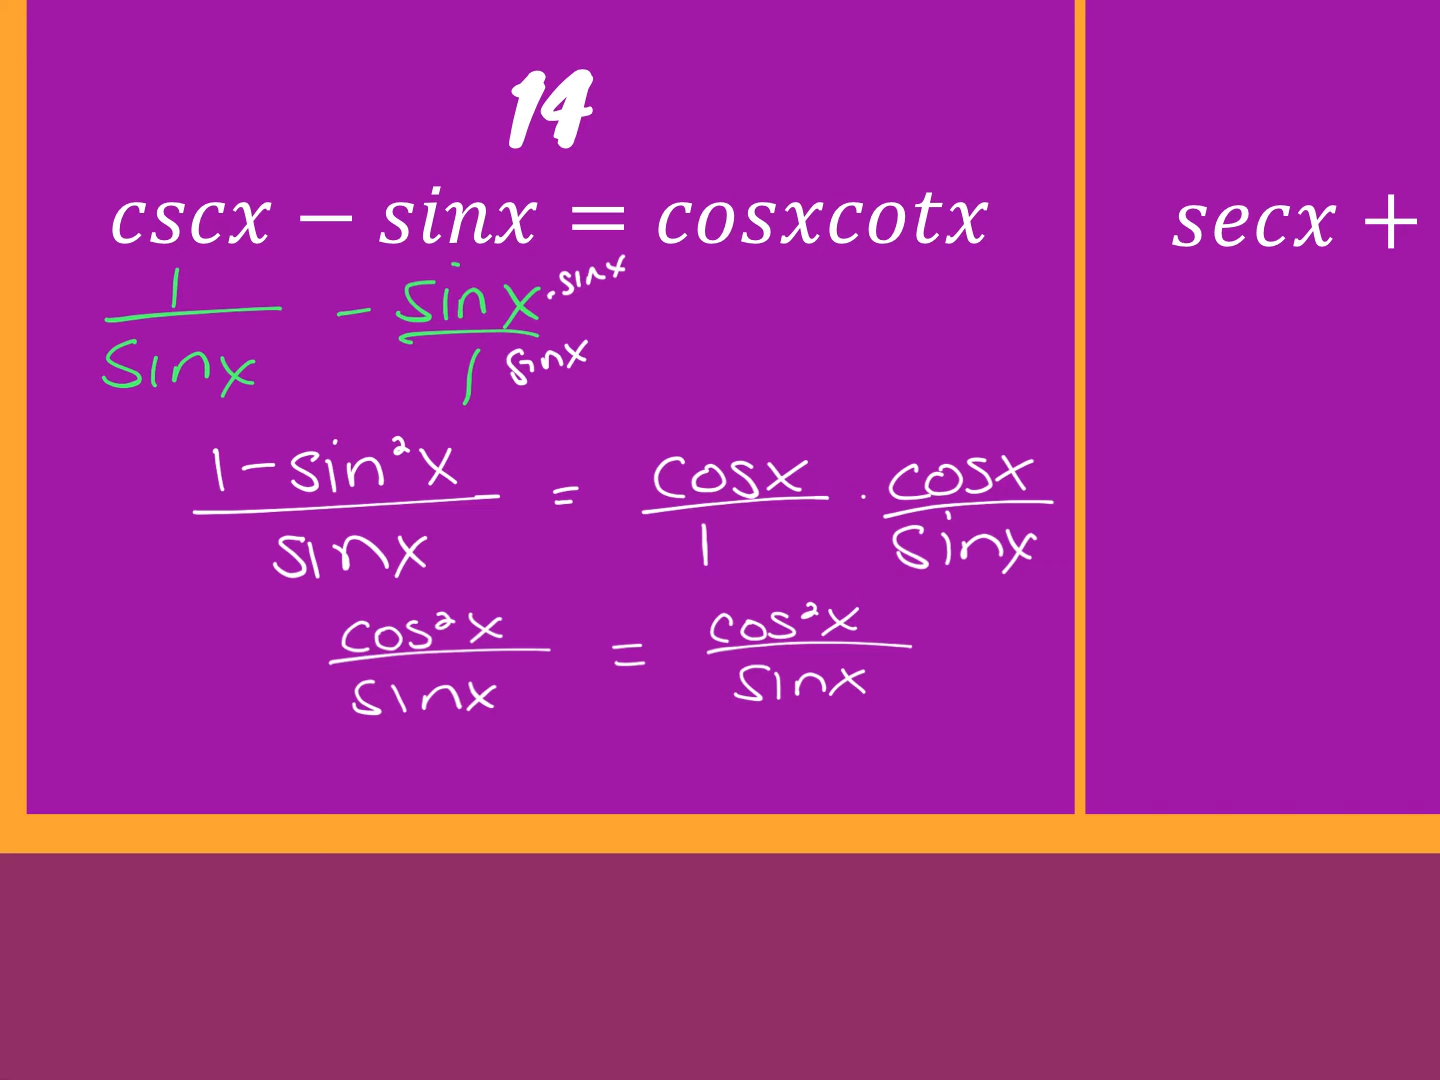 14
cscx − sinx = cosxcotx
secx +
1/sinx − sinx/1 · sinx/sinx
1 − sin²x/sinx = cosx/1 · cosx/sinx
cos²x/sinx = cos²x/sinx